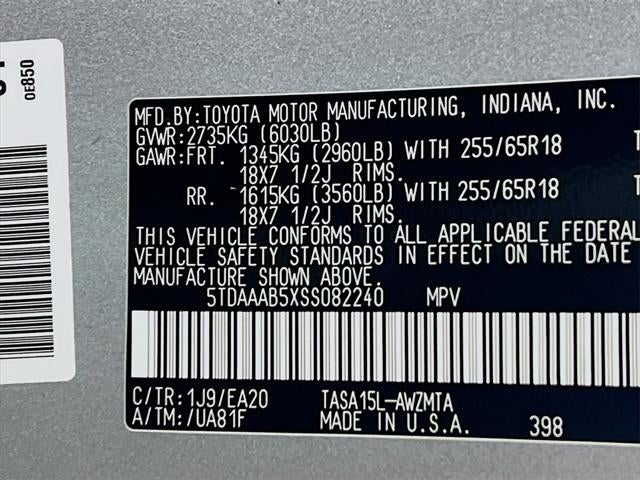 0E850
MFD.BY:TOYOTA MOTOR MANUFACTURING, INDIANA, INC.
GVWR:2735KG (6030LB)
GAWR:FRT. 1345KG (2960LB) WITH 255/65R18
18X7 1/2J RIMS.
RR. 1615KG (3560LB) WITH 255/65R18
18X7 1/2J RIMS.
THIS VEHICLE CONFORMS TO ALL APPLICABLE FEDERAL
VEHICLE SAFETY STANDARDS IN EFFECT ON THE DATE
MANUFACTURE SHOWN ABOVE.
5TDAAAB5XSS082240 MPV
C/TR:1J9/EA20 TASA15L-AWZMTA
A/TM:/UA81F MADE IN U.S.A. 398